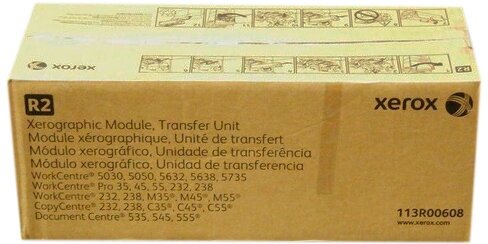 xerox
R2
xerox
Xerographic Module, Transfer Unit
Module xérographique, Unité de transfert
Módulo xerográfico, Unidade de transferência
Módulo xerográfico, Unidad de transferencia
WorkCentre® 5030, 5050, 5632, 5638, 5735
WorkCentre® Pro 35, 45, 55, 232, 238
WorkCentre® 232, 238, M35® M45® M55®
CopyCentre® 232, 238, C35® C45® C55®
Document Centre® 535, 545, 555®
113R00608